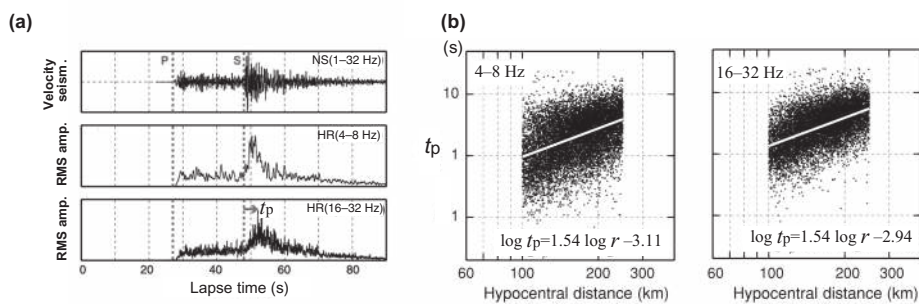 (a)
Velocity
seism.
P
S
NS(1–32 Hz)
RMS amp.
HR(4–8 Hz)
RMS amp.
HR(16–32 Hz)
tp
0 20 40 60 80
Lapse time (s)
(b)
(s)
4–8 Hz
10
tp
1
1
log tp=1.54 log r –3.11
60 100 200 300
Hypocentral distance (km)
16–32 Hz
log tp=1.54 log r –2.94
60 100 200 300
Hypocentral distance (km)